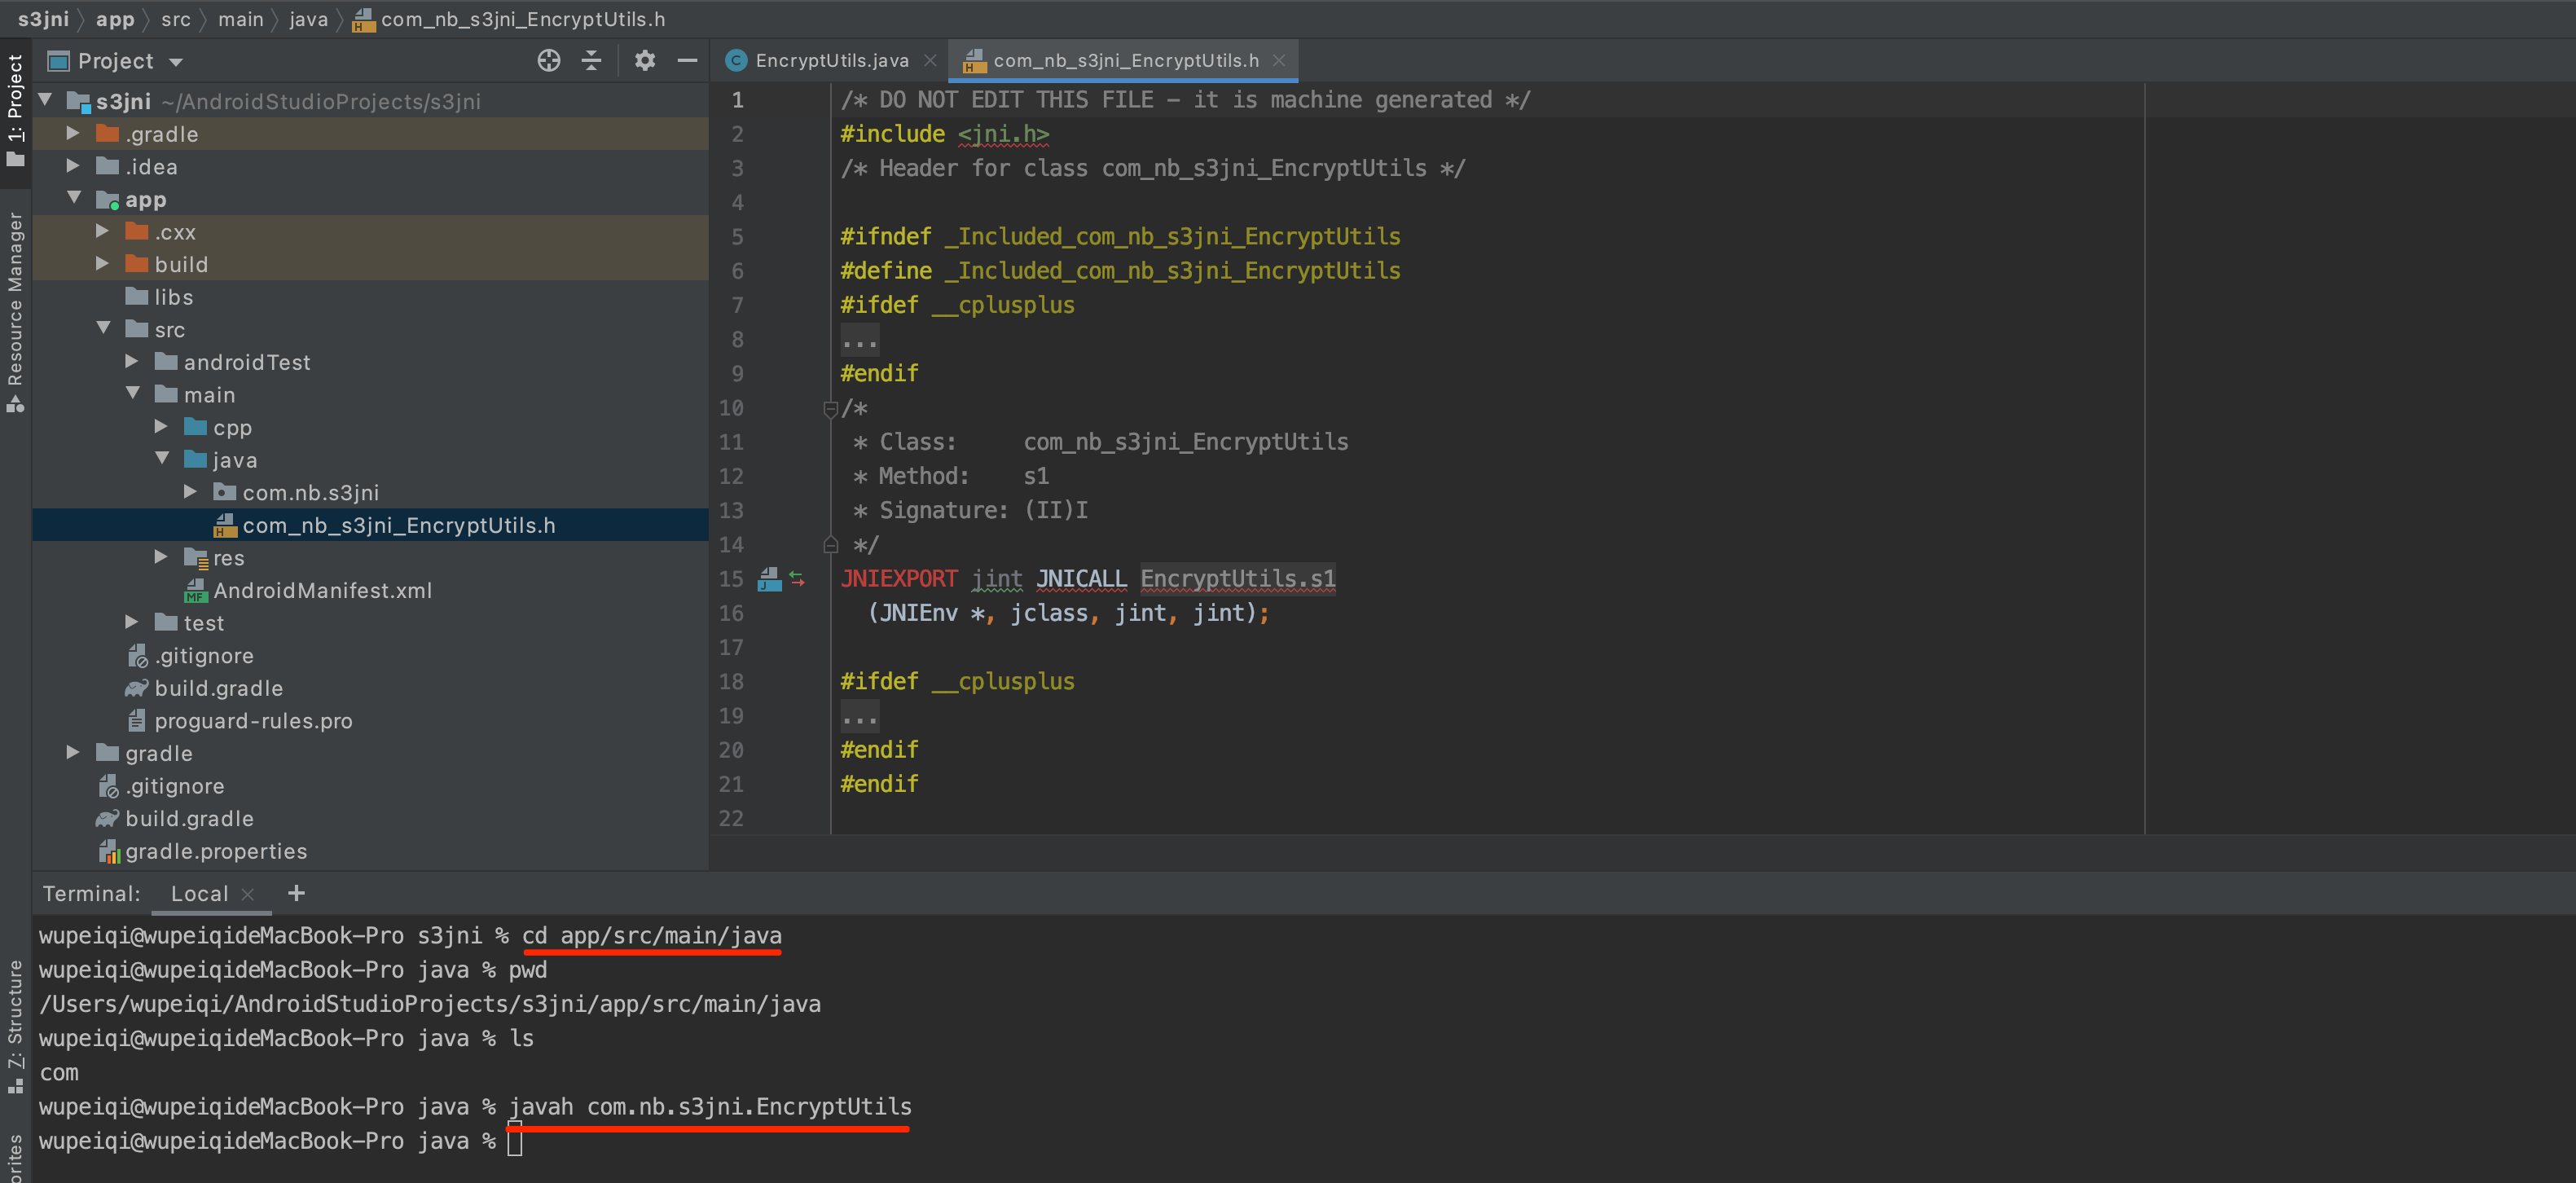 s3jni app src main java com_nb_s3jni_EncryptUtils.h
1: Project
Resource Manager
Z: Structure
Project
EncryptUtils.java
com_nb_s3jni_EncryptUtils.h
s3jni ~/AndroidStudioProjects/s3jni
.gradle
.idea
app
.cxx
build
libs
src
androidTest
main
cpp
java
com.nb.s3jni
com_nb_s3jni_EncryptUtils.h
res
AndroidManifest.xml
test
.gitignore
build.gradle
proguard-rules.pro
gradle
.gitignore
build.gradle
gradle.properties
1 /* DO NOT EDIT THIS FILE - it is machine generated */
2 #include <jni.h>
3 /* Header for class com_nb_s3jni_EncryptUtils */
4
5 #ifndef _Included_com_nb_s3jni_EncryptUtils
6 #define _Included_com_nb_s3jni_EncryptUtils
7 #ifdef __cplusplus
8 ...
9 #endif
10 /*
11 * Class: com_nb_s3jni_EncryptUtils
12 * Method: s1
13 * Signature: (II)I
14 */
15 JNIEXPORT jint JNICALL EncryptUtils.s1
16 (JNIEnv *, jclass, jint, jint);
17
18 #ifdef __cplusplus
19 ...
20 #endif
21 #endif
22
Terminal: Local +
wupeiqi@wupeiqideMacBook-Pro s3jni % cd app/src/main/java
wupeiqi@wupeiqideMacBook-Pro java % pwd
/Users/wupeiqi/AndroidStudioProjects/s3jni/app/src/main/java
wupeiqi@wupeiqideMacBook-Pro java % ls
com
wupeiqi@wupeiqideMacBook-Pro java % javah com.nb.s3jni.EncryptUtils
wupeiqi@wupeiqideMacBook-Pro java %